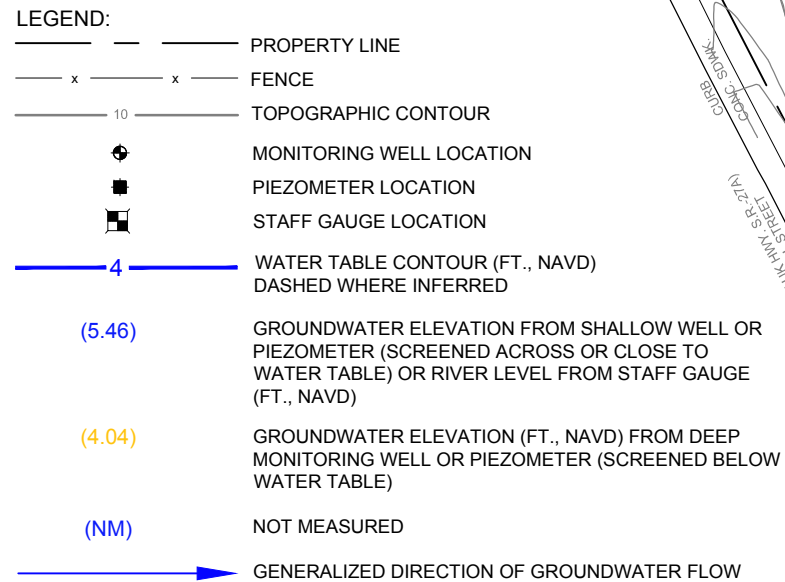 LEGEND:
PROPERTY LINE
x x FENCE
10 TOPOGRAPHIC CONTOUR
MONITORING WELL LOCATION
PIEZOMETER LOCATION
STAFF GAUGE LOCATION
4 WATER TABLE CONTOUR (FT., NAVD)
DASHED WHERE INFERRED
(5.46) GROUNDWATER ELEVATION FROM SHALLOW WELL OR
PIEZOMETER (SCREENED ACROSS OR CLOSE TO
WATER TABLE) OR RIVER LEVEL FROM STAFF GAUGE
(FT., NAVD)
(4.04) GROUNDWATER ELEVATION (FT., NAVD) FROM DEEP
MONITORING WELL OR PIEZOMETER (SCREENED BELOW
WATER TABLE)
(NM) NOT MEASURED
GENERALIZED DIRECTION OF GROUNDWATER FLOW
CURB
CONC. SDWK.
HWY. S.R.-27A)
STREET